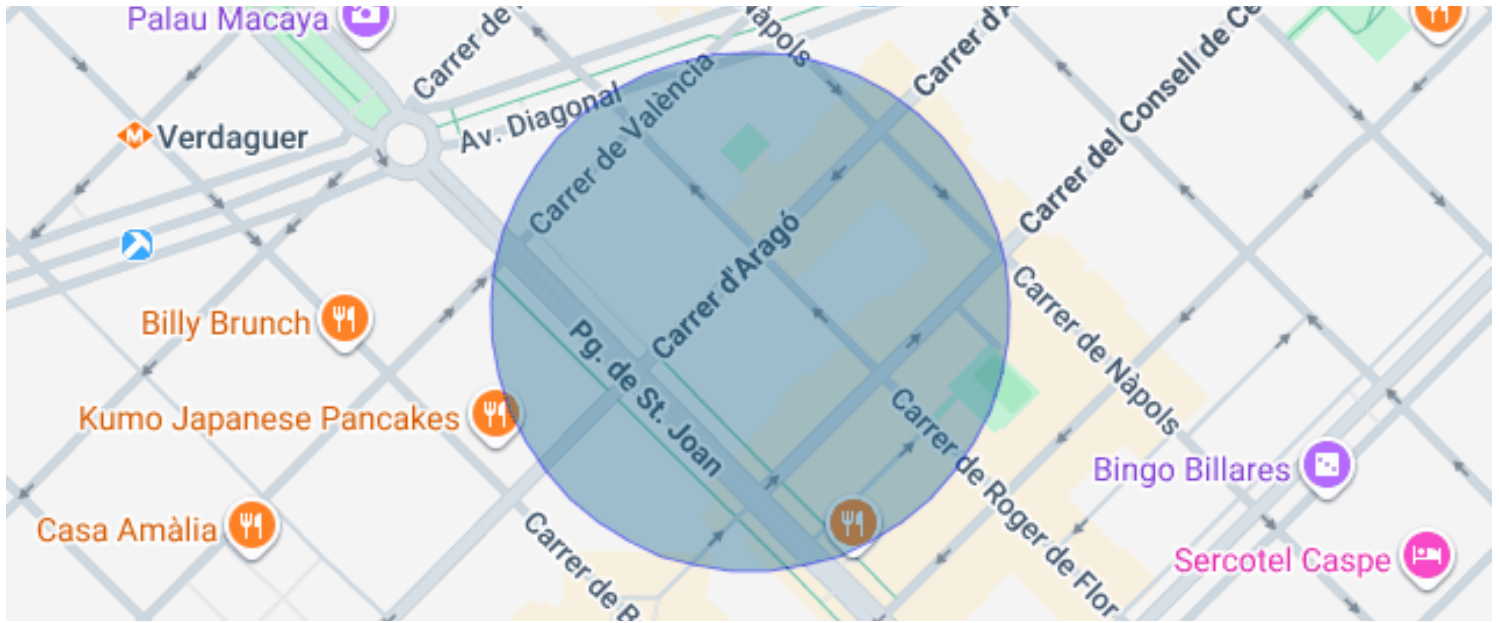 Palau Macaya
Carrer de
Nàpols
Carrer d'A
Carrer del Consell de Ce
Verdaguer
Av. Diagonal
Carrer de València
Billy Brunch
Carrer d'Aragó
Carrer de Nàpols
Pg. de St. Joan
Kumo Japanese Pancakes
Carrer de Roger de Flor
Bingo Billares
Casa Amàlia
Carrer de B
Sercotel Caspe